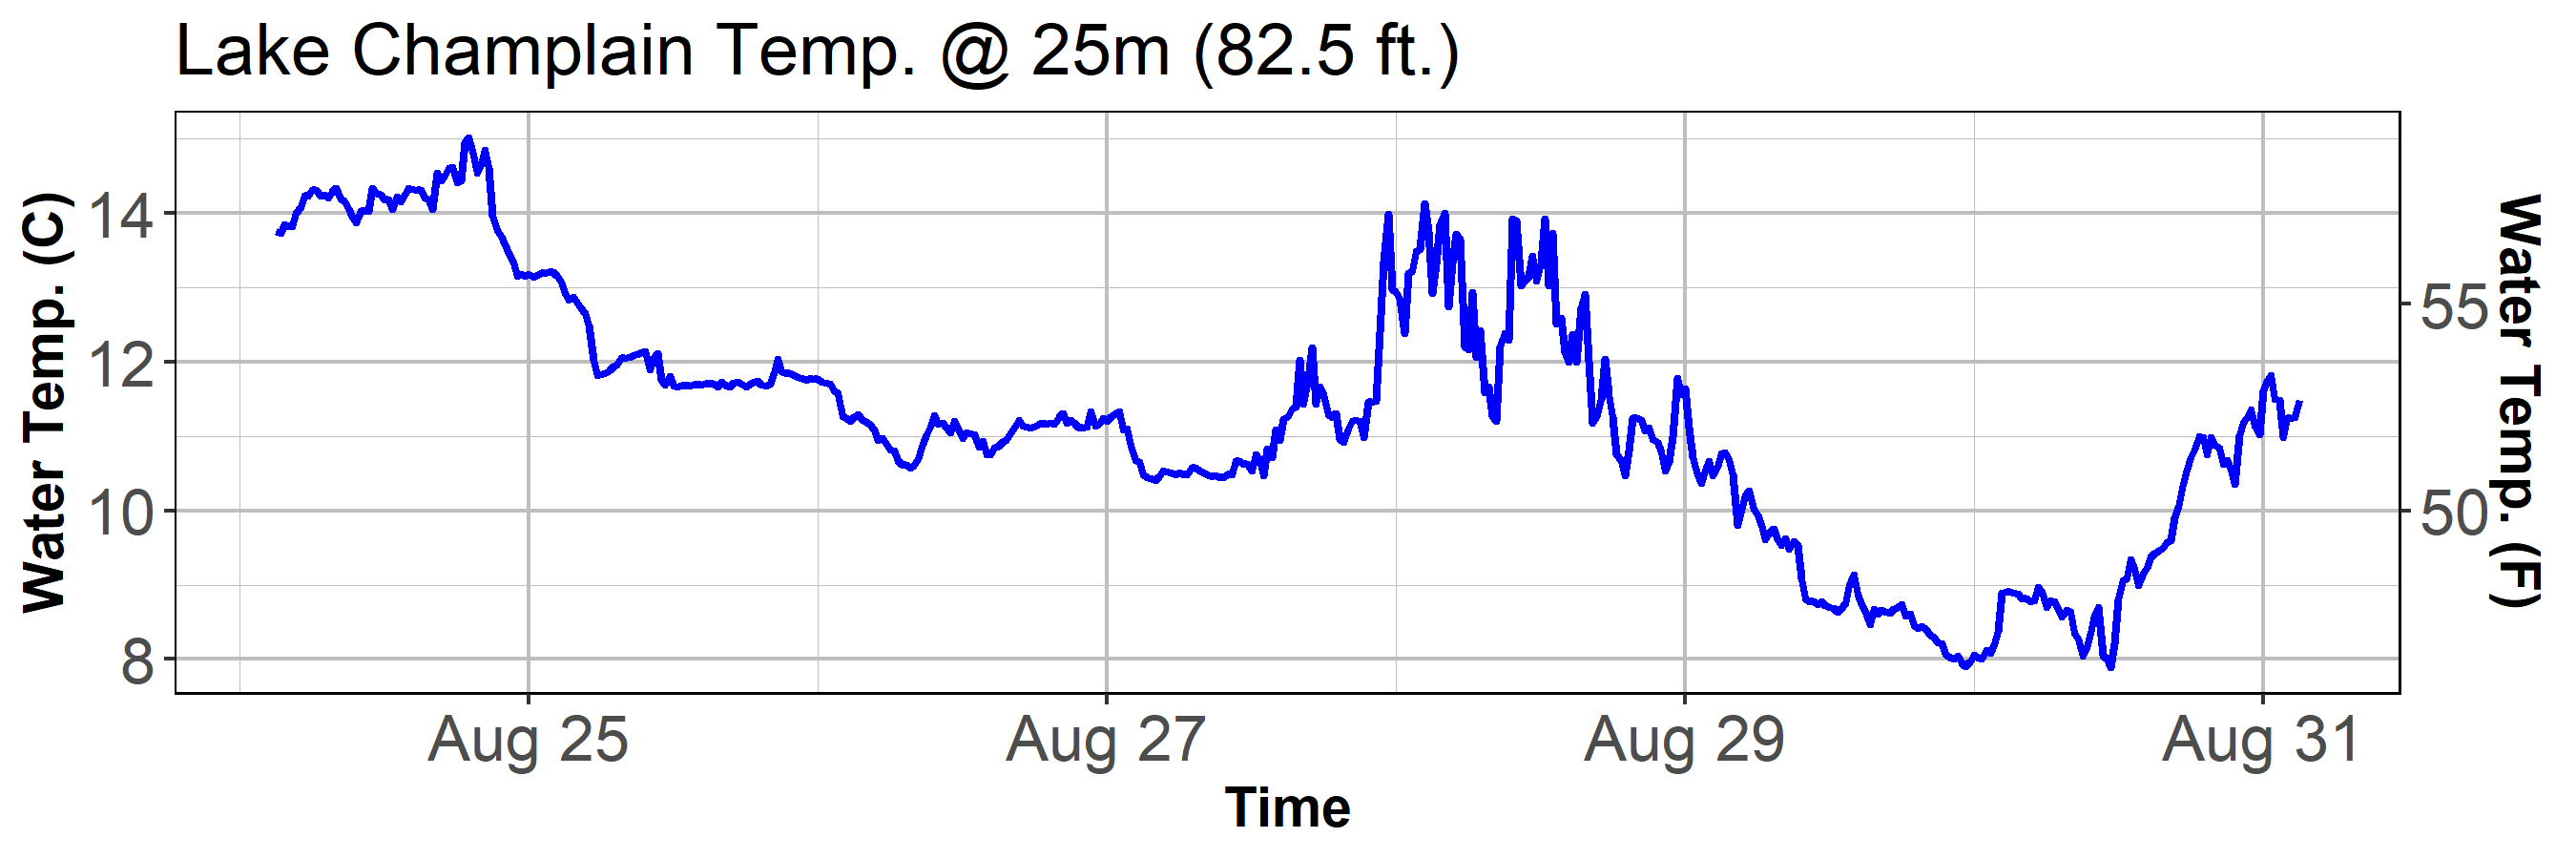 Lake Champlain Temp. @ 25m (82.5 ft.)
Water Temp. (C)
14
12
10
8
55
50
Water Temp. (F)
Aug 25 Aug 27 Aug 29 Aug 31
Time